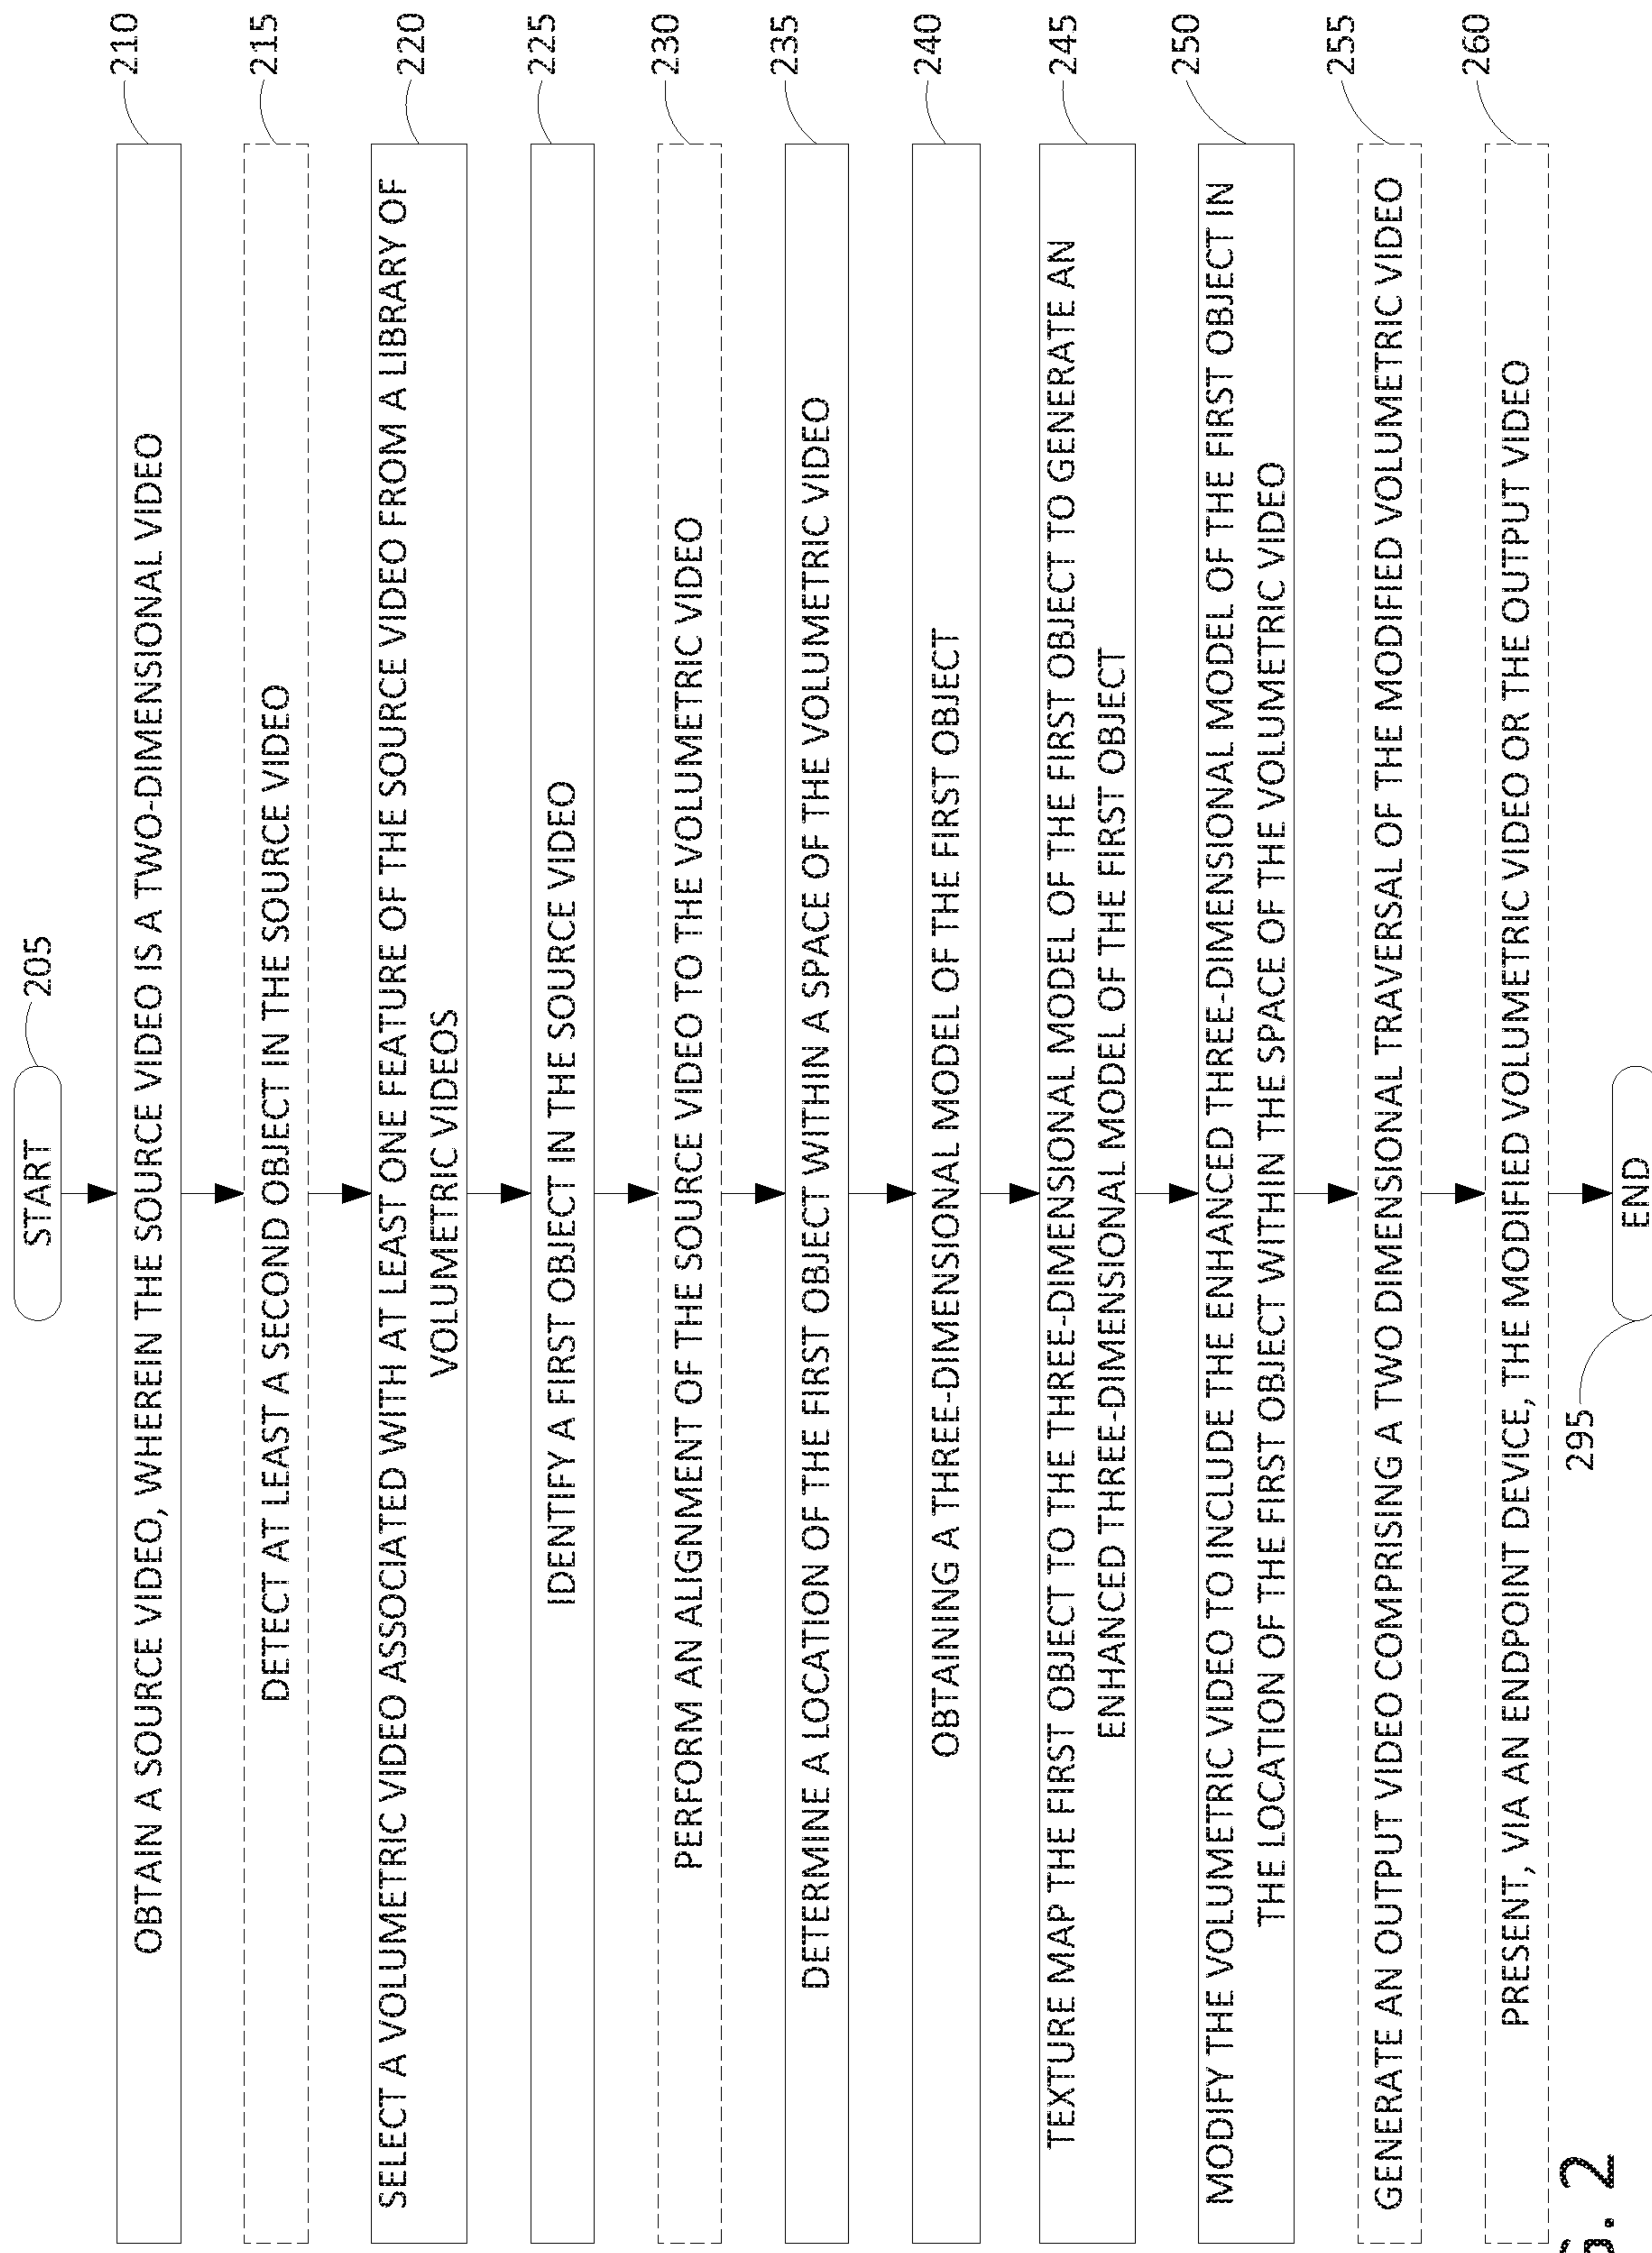 START
205
OBTAIN A SOURCE VIDEO, WHEREIN THE SOURCE VIDEO IS A TWO-DIMENSIONAL VIDEO
210
DETECT AT LEAST A SECOND OBJECT IN THE SOURCE VIDEO
215
SELECT A VOLUMETRIC VIDEO ASSOCIATED WITH AT LEAST ONE FEATURE OF THE SOURCE VIDEO FROM A LIBRARY OF
VOLUMETRIC VIDEOS
220
IDENTIFY A FIRST OBJECT IN THE SOURCE VIDEO
225
PERFORM AN ALIGNMENT OF THE SOURCE VIDEO TO THE VOLUMETRIC VIDEO
230
DETERMINE A LOCATION OF THE FIRST OBJECT WITHIN A SPACE OF THE VOLUMETRIC VIDEO
235
OBTAINING A THREE-DIMENSIONAL MODEL OF THE FIRST OBJECT
240
TEXTURE MAP THE FIRST OBJECT TO THE THREE-DIMENSIONAL MODEL OF THE FIRST OBJECT TO GENERATE AN
ENHANCED THREE-DIMENSIONAL MODEL OF THE FIRST OBJECT
245
MODIFY THE VOLUMETRIC VIDEO TO INCLUDE THE ENHANCED THREE-DIMENSIONAL MODEL OF THE FIRST OBJECT IN
THE LOCATION OF THE FIRST OBJECT WITHIN THE SPACE OF THE VOLUMETRIC VIDEO
250
GENERATE AN OUTPUT VIDEO COMPRISING A TWO DIMENSIONAL TRAVERSAL OF THE MODIFIED VOLUMETRIC VIDEO
255
PRESENT, VIA AN ENDPOINT DEVICE, THE MODIFIED VOLUMETRIC VIDEO OR THE OUTPUT VIDEO
260
295
END
2